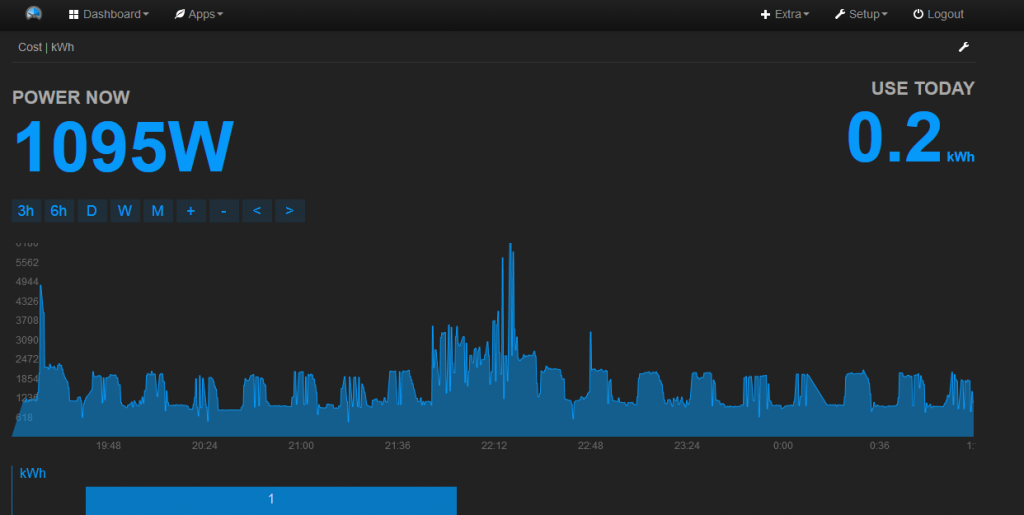 Dashboard Apps Extra Setup Logout
Cost | kWh
POWER NOW
USE TODAY
1095W
0.2 kWh
3h 6h D W M + - < >
5562
4944
4326
3708
3090
2472
1854
1236
618
19:48 20:24 21:00 21:36 22:12 22:48 23:24 0:00 0:36
kWh
1